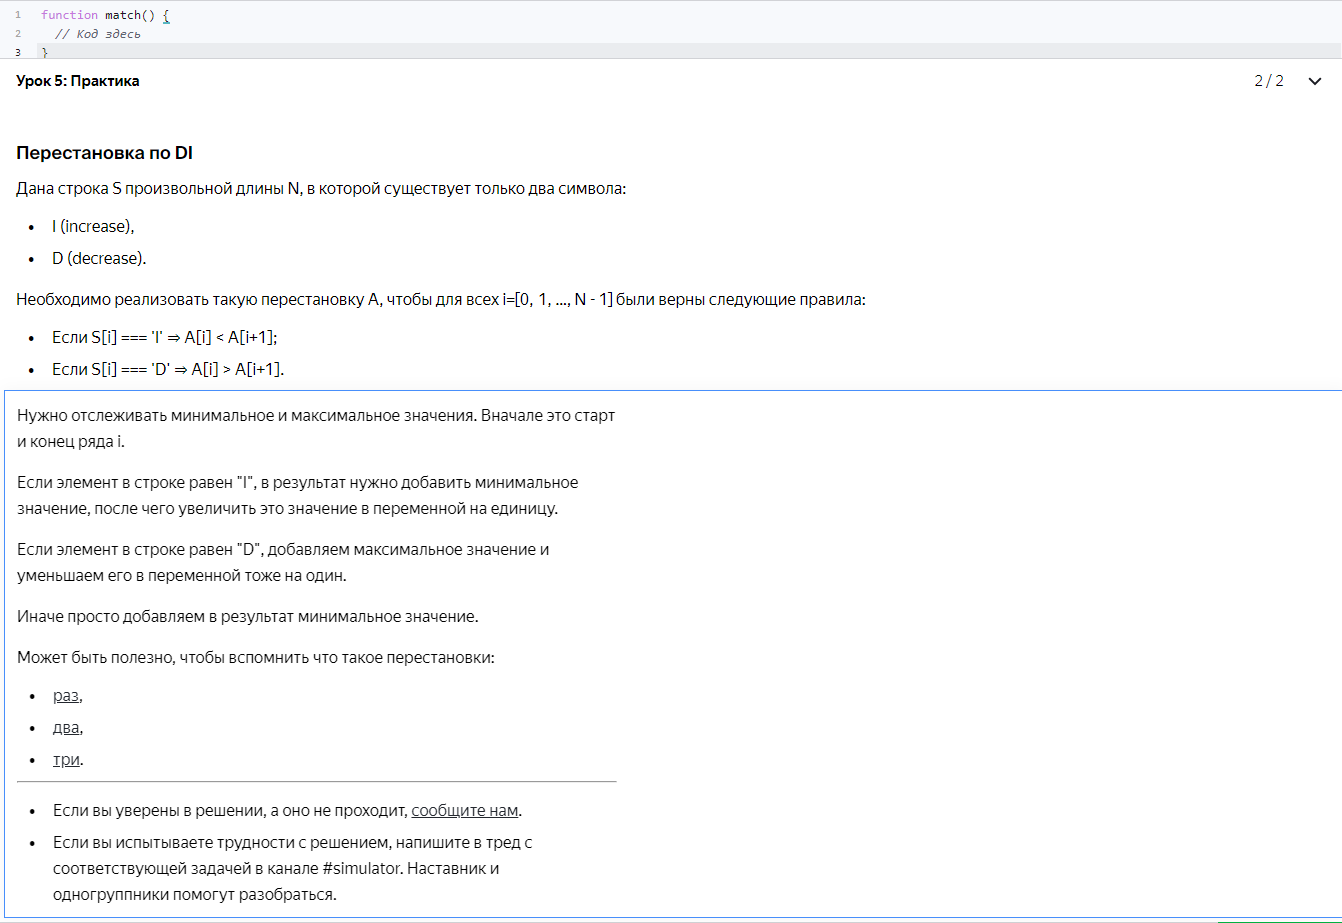 1 function match() {
2 // Код здесь
3 }
Урок 5: Практика
2 / 2
Перестановка по DI
Дана строка S произвольной длины N, в которой существует только два символа:
• I (increase),
• D (decrease).
Необходимо реализовать такую перестановку A, чтобы для всех i=[0, 1, ..., N - 1] были верны следующие правила:
• Если S[i] === 'I' ⇒ A[i] < A[i+1];
• Если S[i] === 'D' ⇒ A[i] > A[i+1].
Нужно отслеживать минимальное и максимальное значения. Вначале это старт
и конец ряда i.
Если элемент в строке равен "I", в результат нужно добавить минимальное
значение, после чего увеличить это значение в переменной на единицу.
Если элемент в строке равен "D", добавляем максимальное значение и
уменьшаем его в переменной тоже на один.
Иначе просто добавляем в результат минимальное значение.
Может быть полезно, чтобы вспомнить что такое перестановки:
• раз,
• два,
• три.
• Если вы уверены в решении, а оно не проходит, сообщите нам.
• Если вы испытываете трудности с решением, напишите в тред с
соответствующей задачей в канале #simulator. Наставник и
одногруппники помогут разобраться.